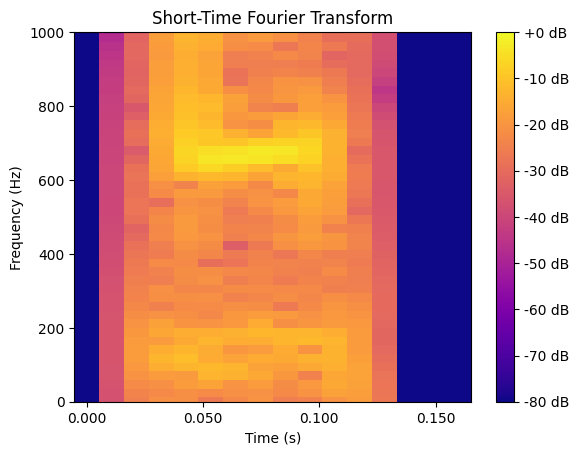 Short-Time Fourier Transform
1000
800
600
400
200
0
Frequency (Hz)
0.000
0.050
0.100
0.150
Time (s)
+0 dB
-10 dB
-20 dB
-30 dB
-40 dB
-50 dB
-60 dB
-70 dB
-80 dB